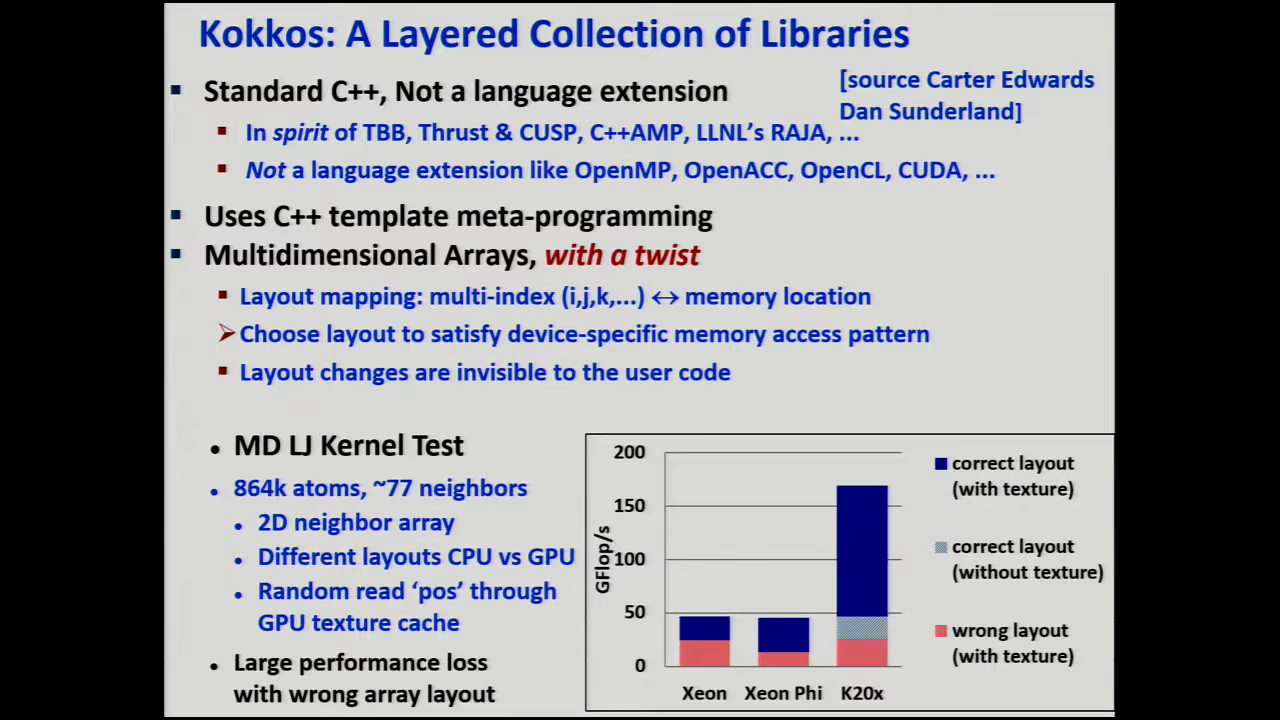 Kokkos: A Layered Collection of Libraries
[source Carter Edwards
Dan Sunderland]
Standard C++, Not a language extension
In spirit of TBB, Thrust & CUSP, C++AMP, LLNL's RAJA, ...
Not a language extension like OpenMP, OpenACC, OpenCL, CUDA, ...
Uses C++ template meta-programming
Multidimensional Arrays, with a twist
Layout mapping: multi-index (i,j,k,...) ↔ memory location
Choose layout to satisfy device-specific memory access pattern
Layout changes are invisible to the user code
MD LJ Kernel Test
864k atoms, ~77 neighbors
2D neighbor array
Different layouts CPU vs GPU
Random read ‘pos’ through
GPU texture cache
Large performance loss
with wrong array layout
200
150
100
50
0
GFlop/s
Xeon Xeon Phi K20x
correct layout
(with texture)
correct layout
(without texture)
wrong layout
(with texture)